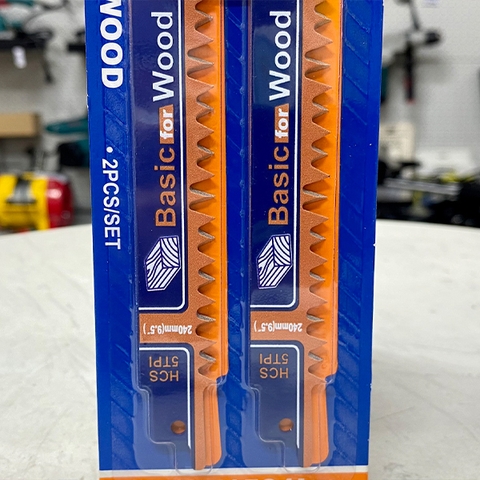 WOOD
• 2PCS/SET
Basic for Wood
240mm(9.5")
HCS
5TPI
Basic for Wood
240mm(9.5")
HCS
5TPI